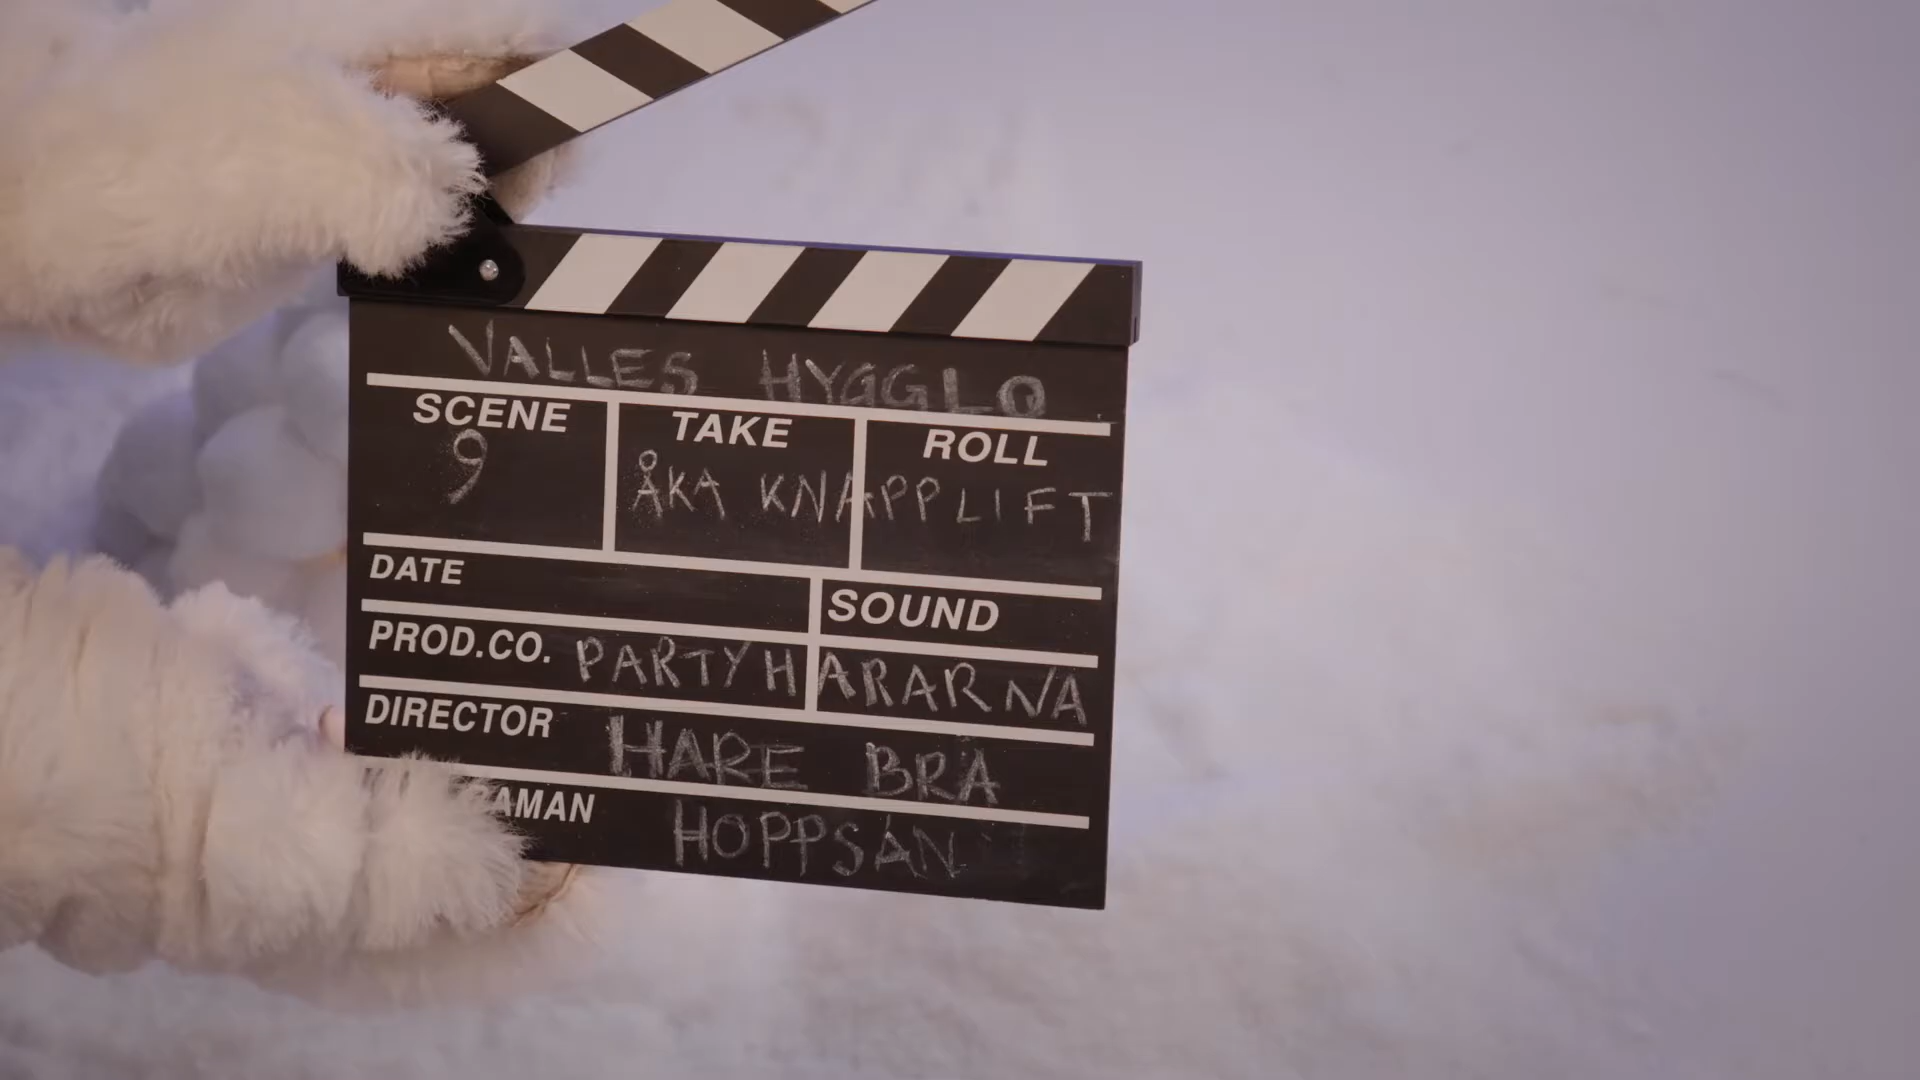 VALLES HYGGLO
SCENE TAKE ROLL
9 ÅKA KNAPPLIFT
DATE
SOUND
PROD.CO. PARTYHARARNA
DIRECTOR HARE BRA
HOPPSAN